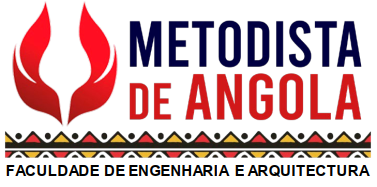 METODISTA
DE ANGOLA
FACULDADE DE ENGENHARIA E ARQUITECTURA